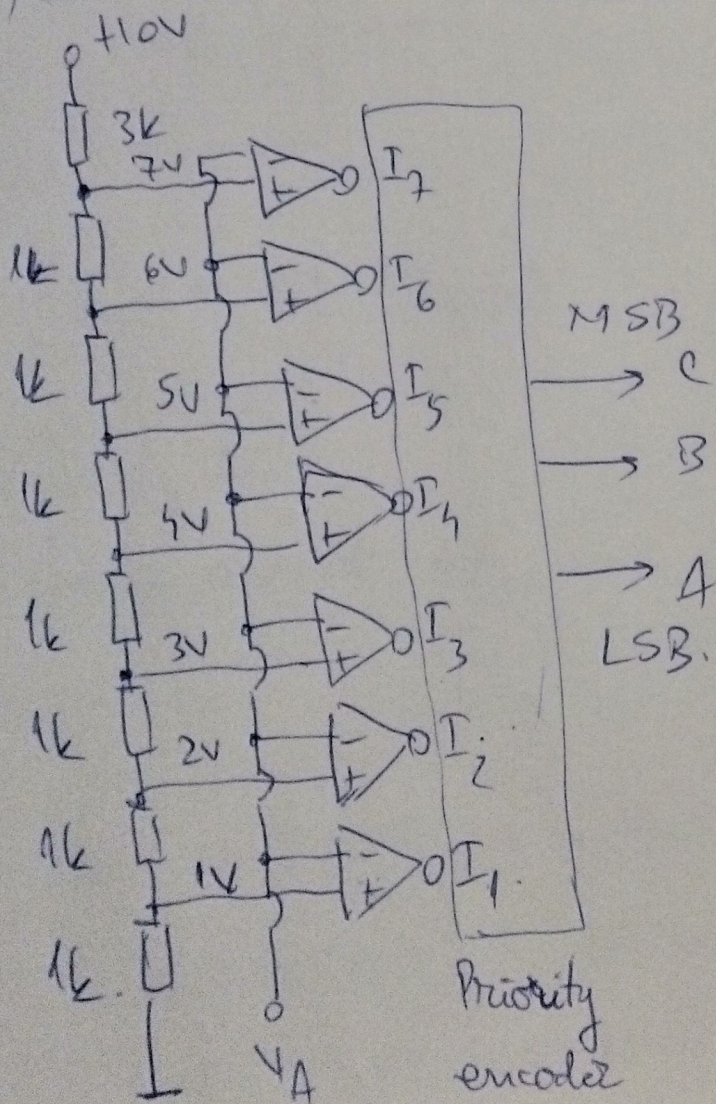 +10V
3k
7V
- +
I7
1k
6V
- +
I6
MSB
1k
5V
- +
I5
C
B
1k
4V
- +
I4
A
LSB.
1k
3V
- +
I3
1k
2V
- +
I2
1k
1V
- +
I1.
1k.
VA
Priority
encoder